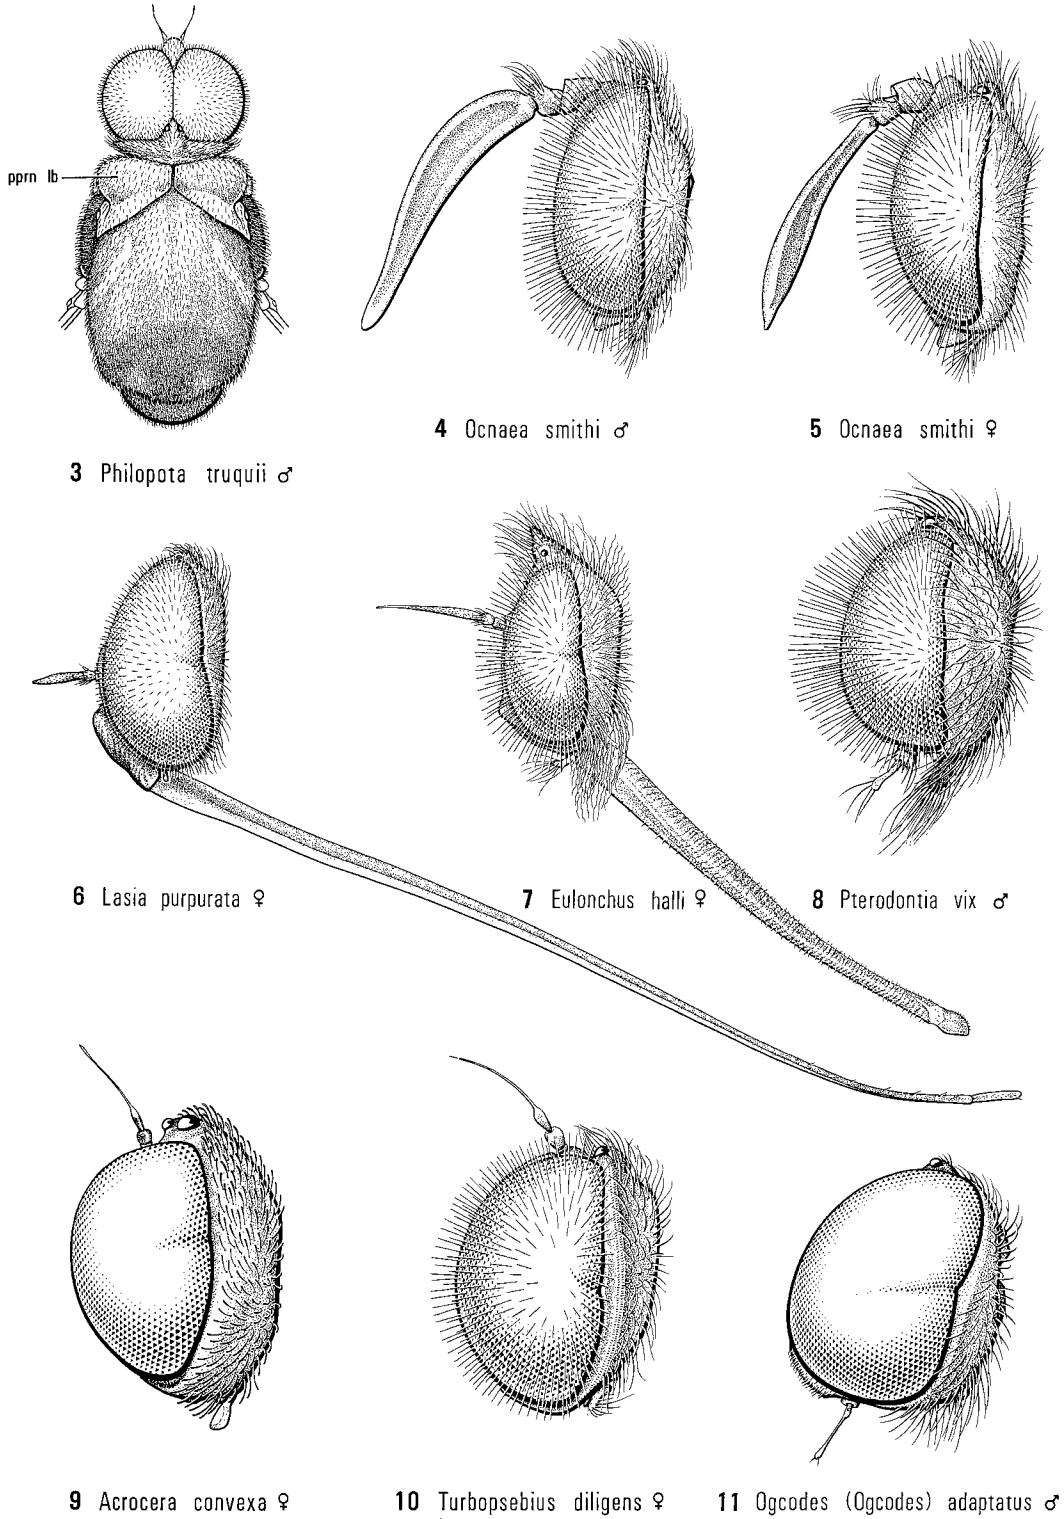 pprn lb
4 Ocnaea smithi ♂
5 Ocnaea smithi ♀
3 Philopota truquii ♂
6 Lasia purpurata ♀
7 Eulonchus halli ♀
8 Pterodontia vix ♂
9 Acrocera convexa ♀
10 Turbopsebius diligens ♀
11 Ogcodes (Ogcodes) adaptatus ♂